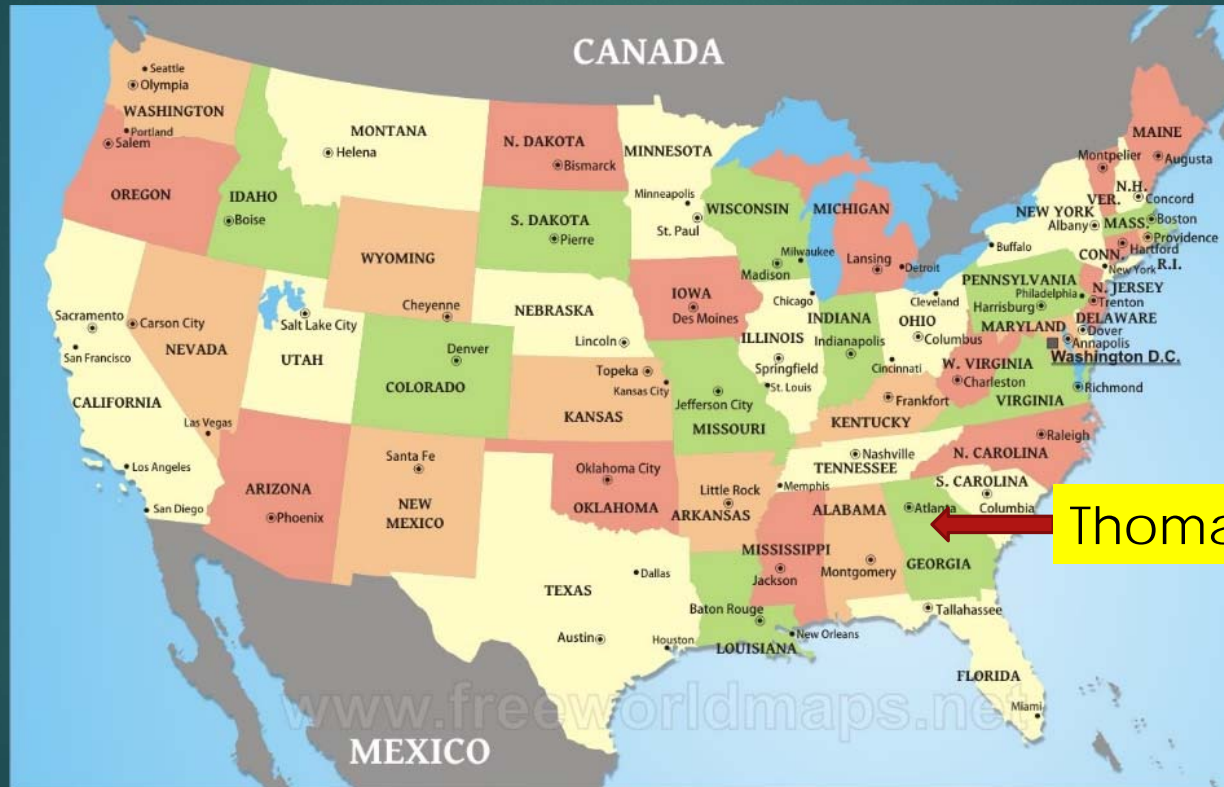 CANADA
Seattle
Olympia
WASHINGTON
Portland
Salem
OREGON
MONTANA
Helena
IDAHO
Boise
N. DAKOTA
Bismarck
S. DAKOTA
Pierre
MINNESOTA
Minneapolis
St. Paul
WISCONSIN
Milwaukee
Madison
MICHIGAN
Lansing
Detroit
MAINE
Augusta
Montpelier
VER.
N.H.
Concord
NEW YORK
Albany
Buffalo
MASS.
Boston
Providence
Hartford
CONN.
R.I.
New York
WYOMING
Cheyenne
NEBRASKA
Lincoln
IOWA
Des Moines
Chicago
ILLINOIS
Springfield
INDIANA
Indianapolis
OHIO
Cleveland
Columbus
Cincinnati
PENNSYLVANIA
Philadelphia
Harrisburg
N. JERSEY
Trenton
DELAWARE
Dover
MARYLAND
Annapolis
Washington D.C.
W. VIRGINIA
Charleston
Richmond
VIRGINIA
Sacramento
San Francisco
CALIFORNIA
Carson City
NEVADA
Las Vegas
Los Angeles
San Diego
Salt Lake City
UTAH
Denver
COLORADO
Topeka
Kansas City
KANSAS
St. Louis
Jefferson City
MISSOURI
Frankfort
KENTUCKY
Nashville
TENNESSEE
Memphis
Raleigh
N. CAROLINA
S. CAROLINA
Columbia
ARIZONA
Phoenix
Santa Fe
NEW
MEXICO
Oklahoma City
OKLAHOMA
Little Rock
ARKANSAS
MISSISSIPPI
Jackson
ALABAMA
Montgomery
Atlanta
GEORGIA
Thoma
TEXAS
Dallas
Austin
Houston
Baton Rouge
New Orleans
LOUISIANA
Tallahassee
FLORIDA
Miami
www.freeworldmaps.net
MEXICO